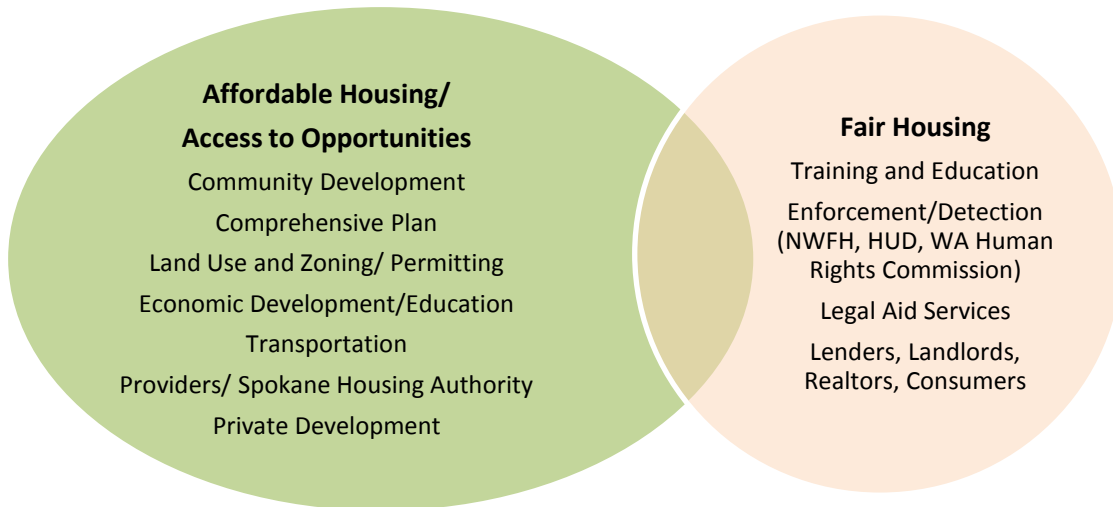 Affordable Housing/
Access to Opportunities
Community Development
Comprehensive Plan
Land Use and Zoning/ Permitting
Economic Development/Education
Transportation
Providers/ Spokane Housing Authority
Private Development
Fair Housing
Training and Education
Enforcement/Detection
(NWFH, HUD, WA Human
Rights Commission)
Legal Aid Services
Lenders, Landlords,
Realtors, Consumers